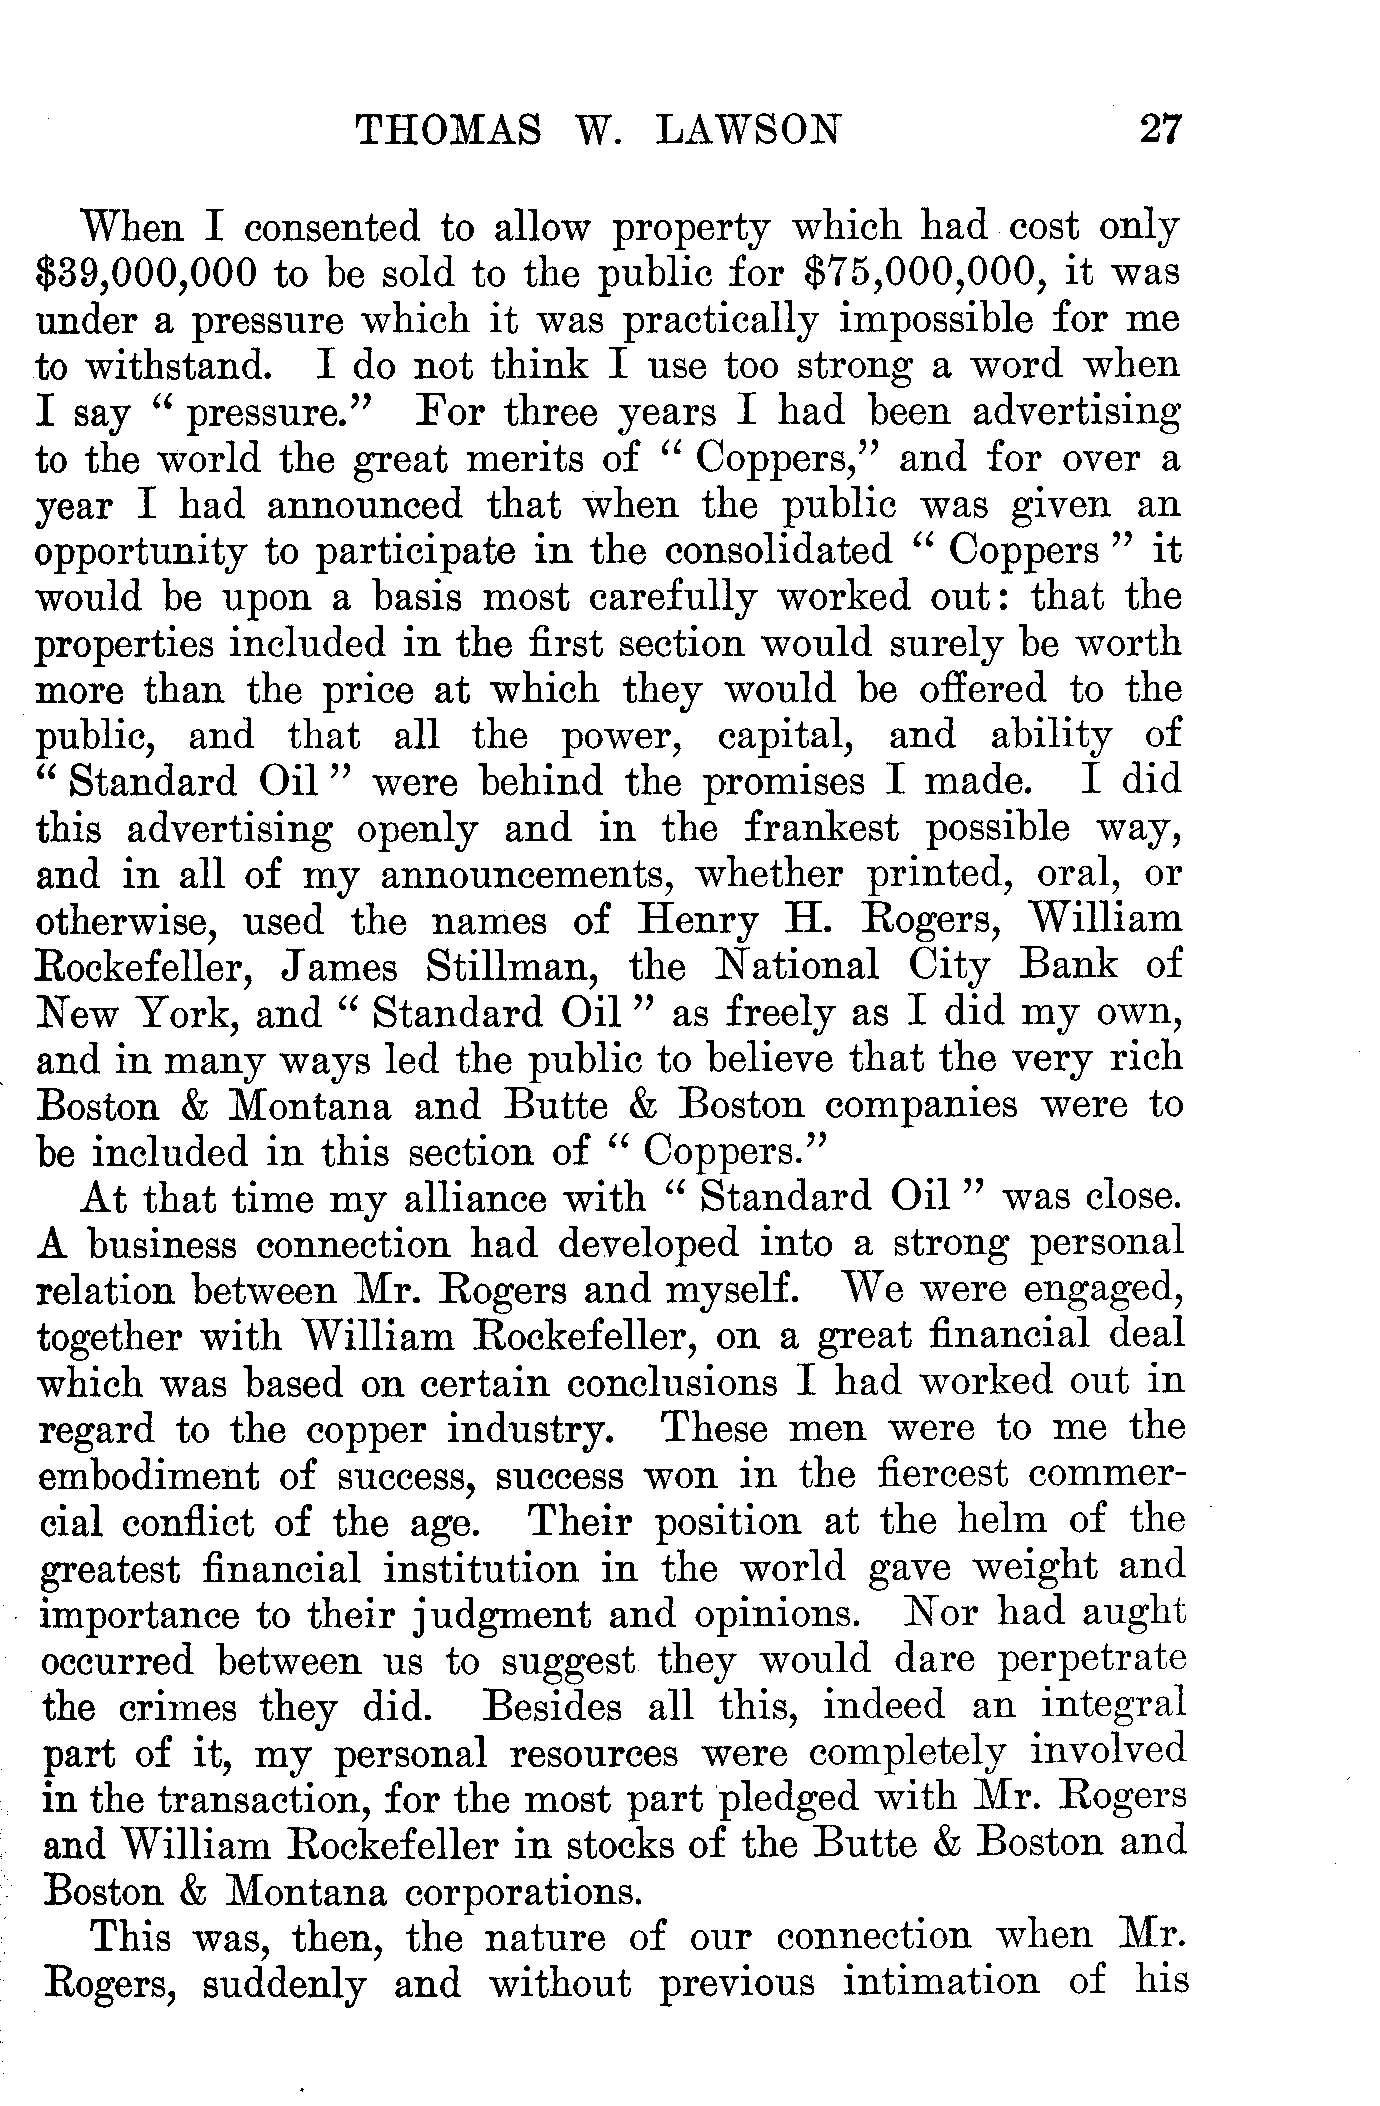 THOMAS W. LAWSON 27
When I consented to allow property which had cost only
$39,000,000 to be sold to the public for $75,000,000, it was
under a pressure which it was practically impossible for me
to withstand. I do not think I use too strong a word when
I say " pressure." For three years I had been advertising
to the world the great merits of " Coppers," and for over a
year I had announced that when the public was given an
opportunity to participate in the consolidated " Coppers " it
would be upon a basis most carefully worked out: that the
properties included in the first section would surely be worth
more than the price at which they would be offered to the
public, and that all the power, capital, and ability of
" Standard Oil " were behind the promises I made. I did
this advertising openly and in the frankest possible way,
and in all of my announcements, whether printed, oral, or
otherwise, used the names of Henry H. Rogers, William
Rockefeller, James Stillman, the National City Bank of
New York, and " Standard Oil " as freely as I did my own,
and in many ways led the public to believe that the very rich
Boston & Montana and Butte & Boston companies were to
be included in this section of " Coppers."
At that time my alliance with " Standard Oil " was close.
A business connection had developed into a strong personal
relation between Mr. Rogers and myself. We were engaged,
together with William Rockefeller, on a great financial deal
which was based on certain conclusions I had worked out in
regard to the copper industry. These men were to me the
embodiment of success, success won in the fiercest commer-
cial conflict of the age. Their position at the helm of the
greatest financial institution in the world gave weight and
importance to their judgment and opinions. Nor had aught
occurred between us to suggest they would dare perpetrate
the crimes they did. Besides all this, indeed an integral
part of it, my personal resources were completely involved
in the transaction, for the most part pledged with Mr. Rogers
and William Rockefeller in stocks of the Butte & Boston and
Boston & Montana corporations.
This was, then, the nature of our connection when Mr.
Rogers, suddenly and without previous intimation of his